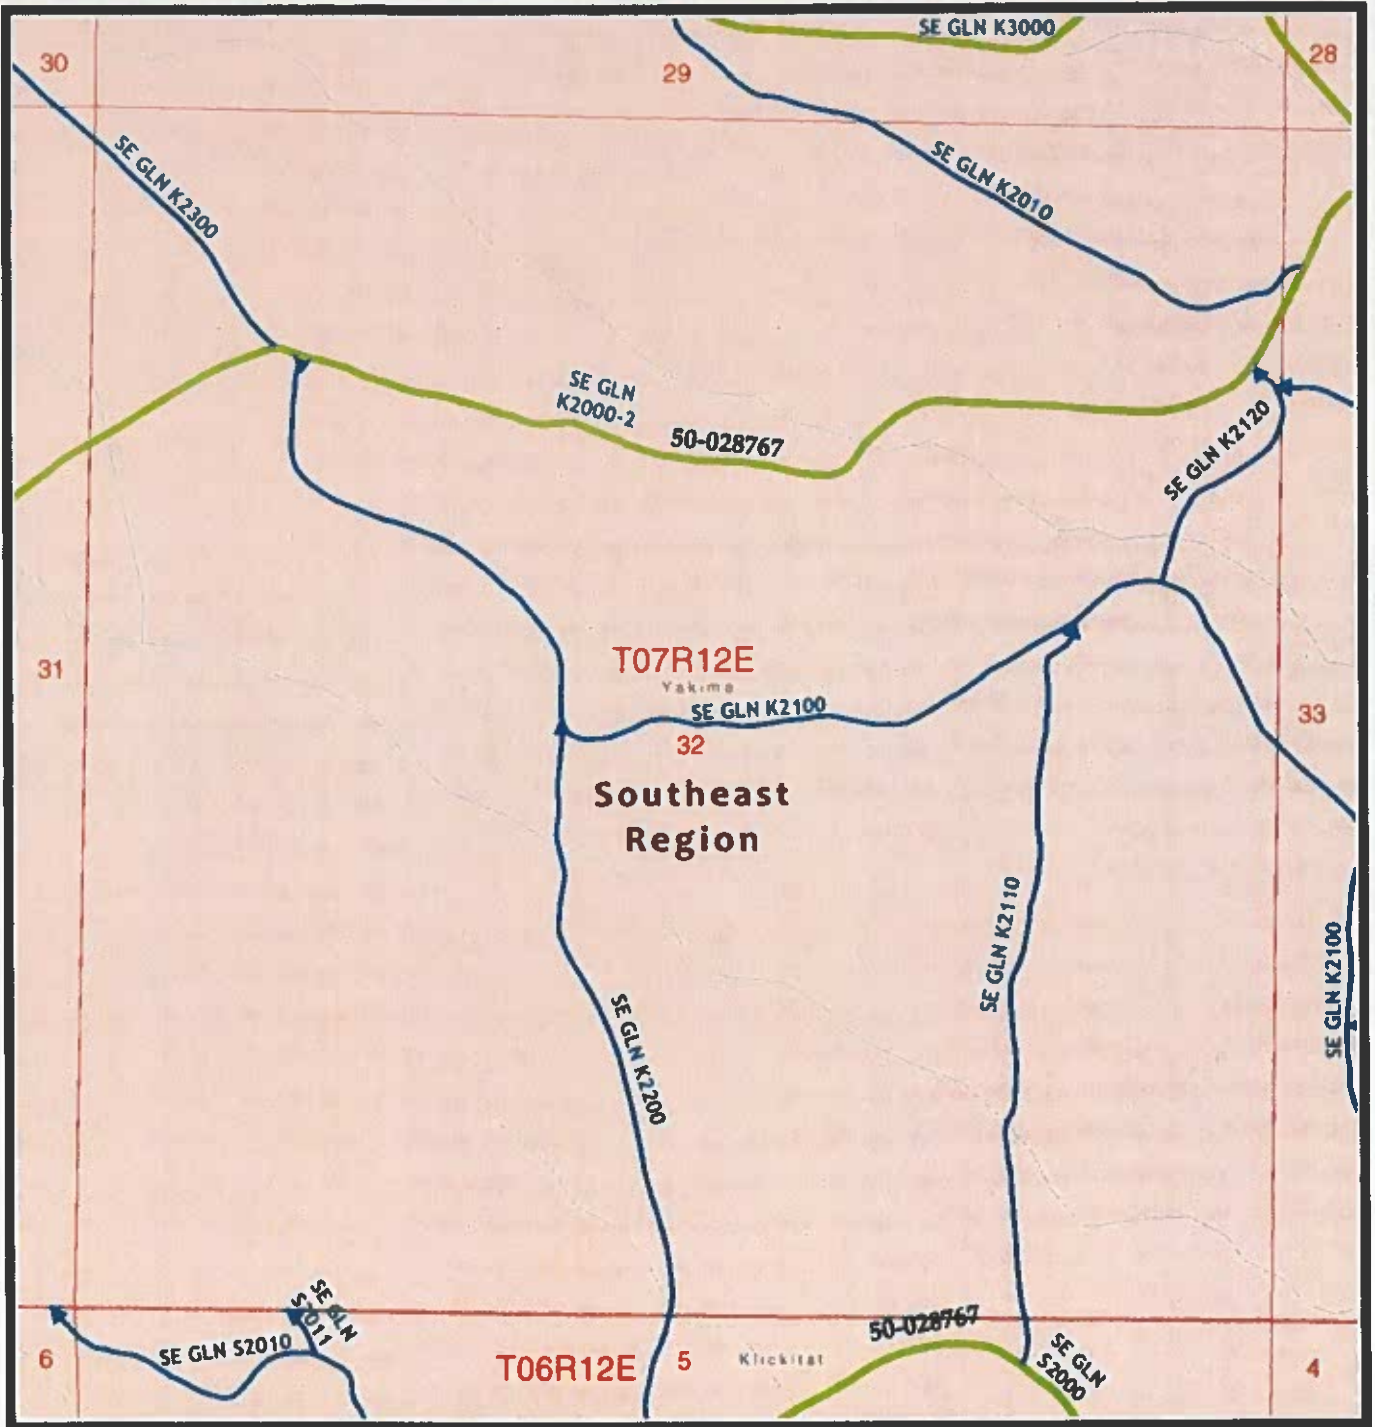 SE GLN K3000
30
29
28
SE GLN K2300
SE GLN K2010
SE GLN
K2000-2
50-028767
SE GLN K2120
T07R12E
31
Yakima
SE GLN K2100
33
32
Southeast
Region
SE GLN K2110
SE GLN K2100
SE GLN K2200
SE GLN
S2011
50-028767
SE GLN S2010
6
T06R12E
5
Klickitat
SE GLN
S2000
4